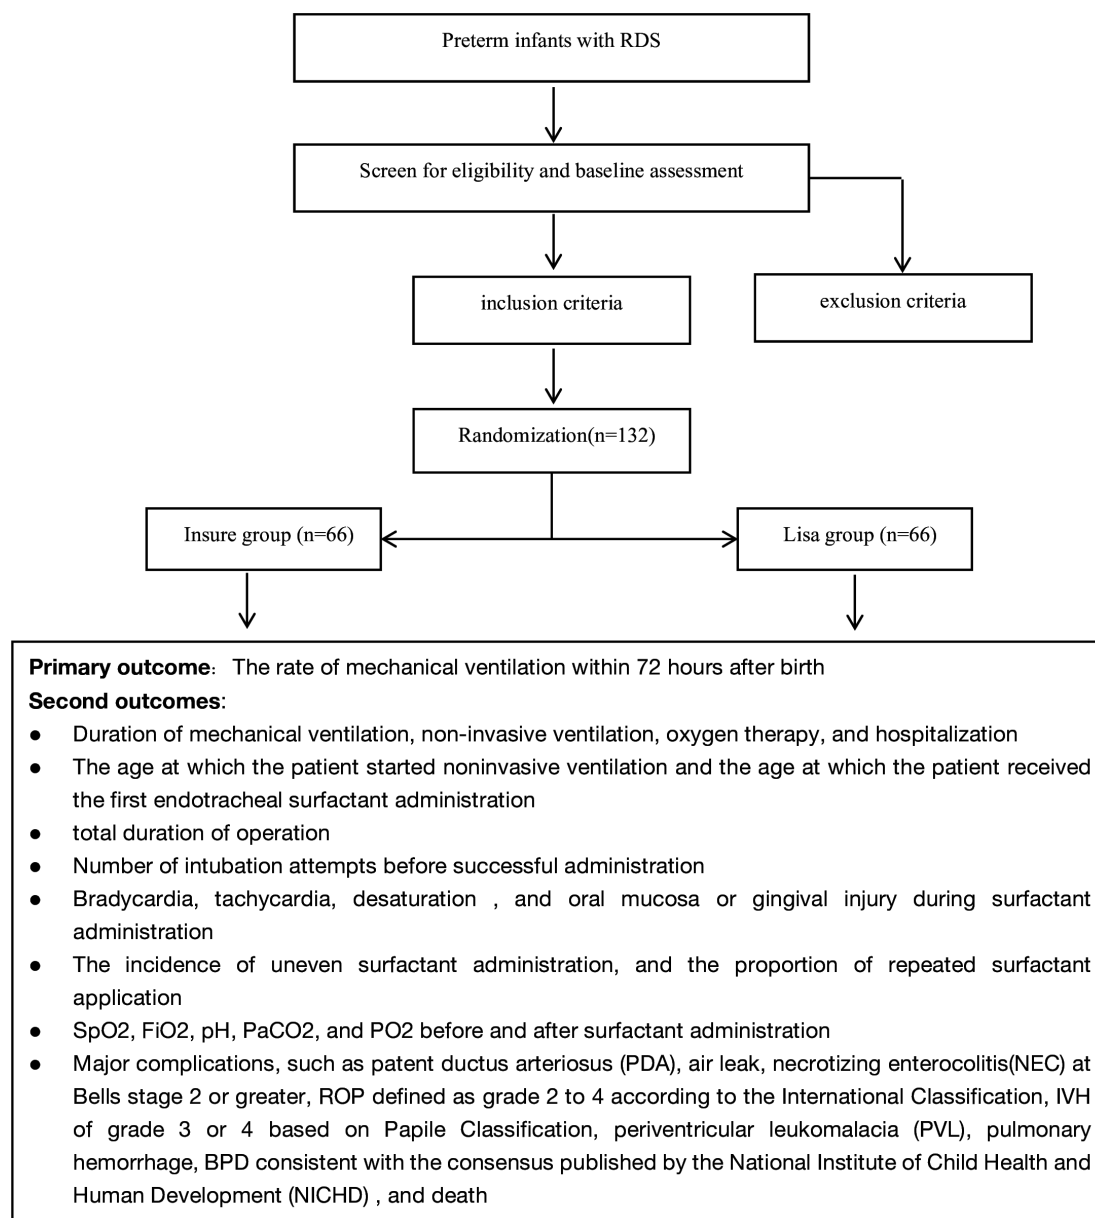 Preterm infants with RDS
Screen for eligibility and baseline assessment
inclusion criteria
exclusion criteria
Randomization(n=132)
Insure group (n=66)
Lisa group (n=66)
Primary outcome： The rate of mechanical ventilation within 72 hours after birth
Second outcomes:
● Duration of mechanical ventilation, non-invasive ventilation, oxygen therapy, and hospitalization
● The age at which the patient started noninvasive ventilation and the age at which the patient received
the first endotracheal surfactant administration
● total duration of operation
● Number of intubation attempts before successful administration
● Bradycardia, tachycardia, desaturation , and oral mucosa or gingival injury during surfactant
administration
● The incidence of uneven surfactant administration, and the proportion of repeated surfactant
application
● SpO2, FiO2, pH, PaCO2, and PO2 before and after surfactant administration
● Major complications, such as patent ductus arteriosus (PDA), air leak, necrotizing enterocolitis(NEC) at
Bells stage 2 or greater, ROP defined as grade 2 to 4 according to the International Classification, IVH
of grade 3 or 4 based on Papile Classification, periventricular leukomalacia (PVL), pulmonary
hemorrhage, BPD consistent with the consensus published by the National Institute of Child Health and
Human Development (NICHD) , and death